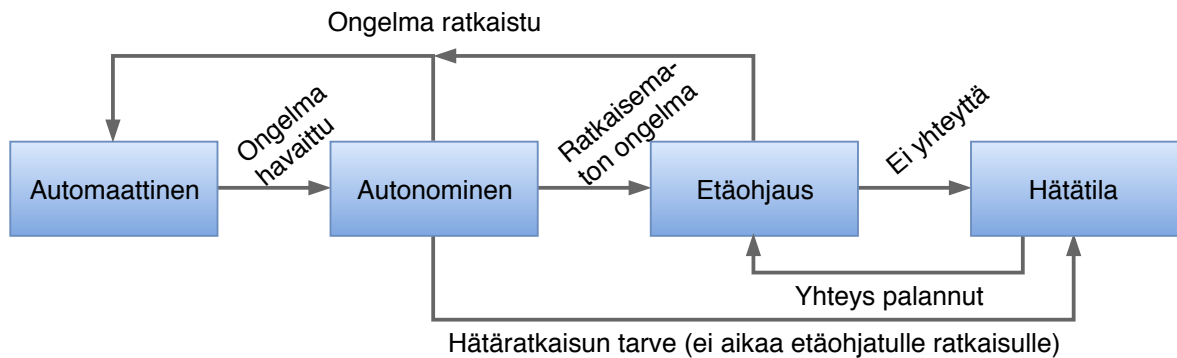 Ongelma ratkaistu
Ongelma
havaittu
Ratkaisema-
ton ongelma
Ei yhteyttä
Automaattinen
Autonominen
Etäohjaus
Hätätila
Yhteys palannut
Hätäratkaisun tarve (ei aikaa etäohjatulle ratkaisulle)